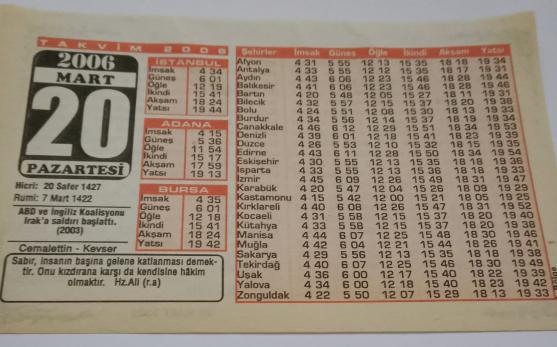 TAKVİM 2006
2006
MART
20
PAZARTESİ
Hicri: 20 Safer 1427
Rumi: 7 Mart 1422
ABD ve İngiliz Koalisyonu
Irak'a saldırı başlattı.
(2003)
Cemalettin - Kevser
Sabır, insanın başına gelene katlanması demek-
tir. Onu kızdırana karşı da kendisine hâkim
olmaktır. Hz.Ali (r.a)
İSTANBUL
İmsak 4 34
Güneş 6 01
Öğle 12 19
İkindi 15 41
Akşam 18 24
Yatsı 19 44
ADANA
İmsak 4 15
Güneş 5 36
Öğle 11 54
İkindi 15 17
Akşam 17 59
Yatsı 19 13
BURSA
İmsak 4 35
Güneş 6 01
Öğle 12 18
İkindi 15 41
Akşam 18 24
Yatsı 19 42
Şehirler İmsak Güneş Öğle İkindi Akşam Yatsı
Afyon 4 31 5 55 12 13 15 35 18 18 19 34
Antalya 4 33 5 55 12 12 15 35 18 17 19 31
Aydın 4 43 6 06 12 23 15 46 18 28 19 44
Balıkesir 4 41 6 06 12 23 15 46 18 28 19 46
Bartın 4 20 5 48 12 05 15 27 18 11 19 31
Bilecik 4 32 5 57 12 15 15 37 18 20 19 38
Bolu 4 24 5 51 12 08 15 30 18 13 19 33
Burdur 4 34 5 56 12 14 15 37 18 19 19 34
Çanakkale 4 46 6 12 12 29 15 51 18 34 19 53
Denizli 4 39 6 01 12 18 15 41 18 23 19 39
Düzce 4 26 5 53 12 10 15 32 18 15 19 35
Edirne 4 43 6 11 12 28 15 50 18 34 19 54
Eskişehir 4 30 5 55 12 13 15 35 18 18 19 36
Isparta 4 33 5 55 12 13 15 36 18 18 19 33
İzmir 4 45 6 09 12 26 15 49 18 31 19 47
Karabük 4 20 5 47 12 04 15 26 18 09 19 29
Kastamonu 4 15 5 42 12 00 15 21 18 05 19 25
Kırklareli 4 40 6 08 12 26 15 47 18 31 19 52
Kocaeli 4 31 5 58 12 15 15 37 18 20 19 40
Kütahya 4 33 5 58 12 15 15 37 18 20 19 38
Manisa 4 44 6 07 12 25 15 48 18 30 19 46
Muğla 4 42 6 04 12 21 15 44 18 26 19 41
Sakarya 4 29 5 56 12 13 15 35 18 18 19 38
Tekirdağ 4 40 6 07 12 25 15 46 18 30 19 49
Uşak 4 36 6 00 12 17 15 40 18 22 19 39
Yalova 4 34 6 00 12 18 15 40 18 23 19 42
Zonguldak 4 22 5 50 12 07 15 29 18 13 19 33
Bölge